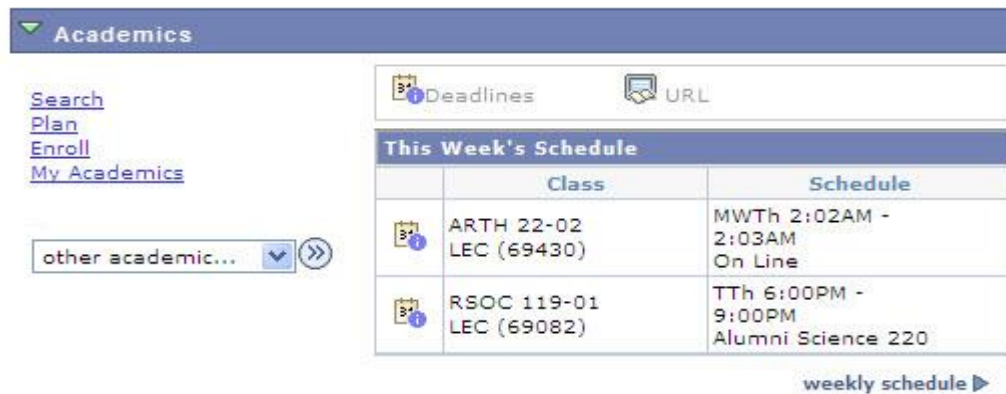 Academics
Search
Plan
Enroll
My Academics
other academic...
Deadlines
URL
This Week's Schedule
Class
Schedule
ARTH 22-02
LEC (69430)
MWTh 2:02AM -
2:03AM
On Line
RSOC 119-01
LEC (69082)
TTh 6:00PM -
9:00PM
Alumni Science 220
weekly schedule